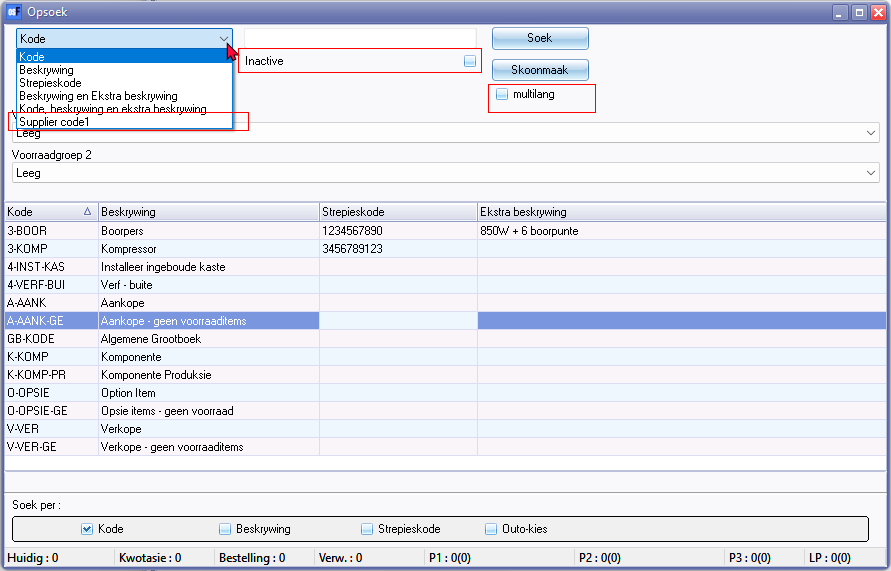 Opsoek
Kode
Soek
Kode
Beskrywing
Strepieskode
Beskrywing en Ekstra beskrywing
Kode, beskrywing en ekstra beskrywing
Supplier code1
Inactive
Skoonmaak
multilang
Leeg
Voorraadgroep 2
Leeg
Kode Beskrywing Strepieskode Ekstra beskrywing
3-BOOR Boorpers 1234567890 850W + 6 boorpunte
3-KOMP Kompressor 3456789123
4-INST-KAS Installeer ingeboude kaste
4-VERF-BUI Verf - buite
A-AANK Aankope
A-AANK-GE Aankope - geen voorraaditems
GB-KODE Algemene Grootboek
K-KOMP Komponente
K-KOMP-PR Komponente Produksie
O-OPSIE Option Item
O-OPSIE-GE Opsie items - geen voorraad
V-VER Verkope
V-VER-GE Verkope - geen voorraaditems
Soek per :
Kode Beskrywing Strepieskode Outo-kies
Huidig : 0 Kwotasie : 0 Bestelling : 0 Verw. : 0 P1 : 0(0) P2 : 0(0) P3 : 0(0) LP : 0(0)